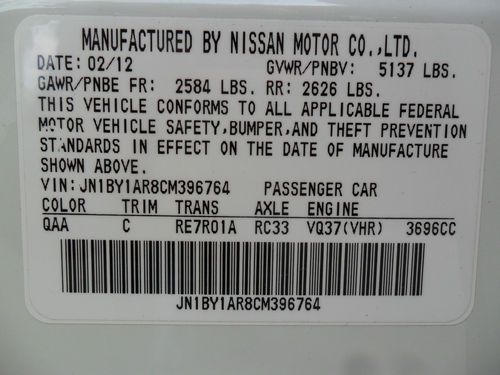 MANUFACTURED BY NISSAN MOTOR CO.,LTD.
DATE: 02/12 GVWR/PNBV: 5137 LBS.
GAWR/PNBE FR: 2584 LBS. RR: 2626 LBS.
THIS VEHICLE CONFORMS TO ALL APPLICABLE FEDERAL
MOTOR VEHICLE SAFETY,BUMPER,AND THEFT PREVENTION
STANDARDS IN EFFECT ON THE DATE OF MANUFACTURE
SHOWN ABOVE.
VIN: JN1BY1AR8CM396764 PASSENGER CAR
COLOR TRIM TRANS AXLE ENGINE
QAA C RE7R01A RC33 VQ37(VHR) 3696CC
JN1BY1AR8CM396764